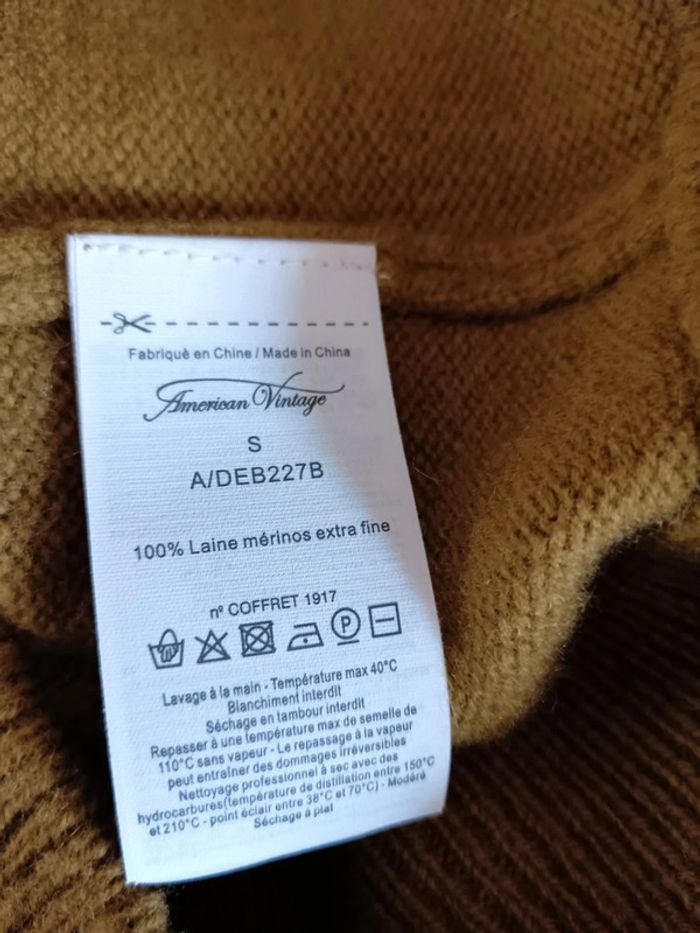 Fabriquè en Chine / Made in China
American Vintage
S
A/DEB227B
100% Laine mérinos extra fine
nº COFFRET 1917
P
Lavage à la main - Température max 40°C
Blanchiment interdit
Séchage en tambour interdit
Repasser à une température max de semelle de
110°C sans vapeur - Le repassage à la vapeur
peut entraîner des dommages irréversibles
Nettoyage professionnel à sec avec des
hydrocarbures(température de distillation entre 150°C
et 210°C - point éclair entre 38°C et 70°C) - Modéré
Séchage à plat